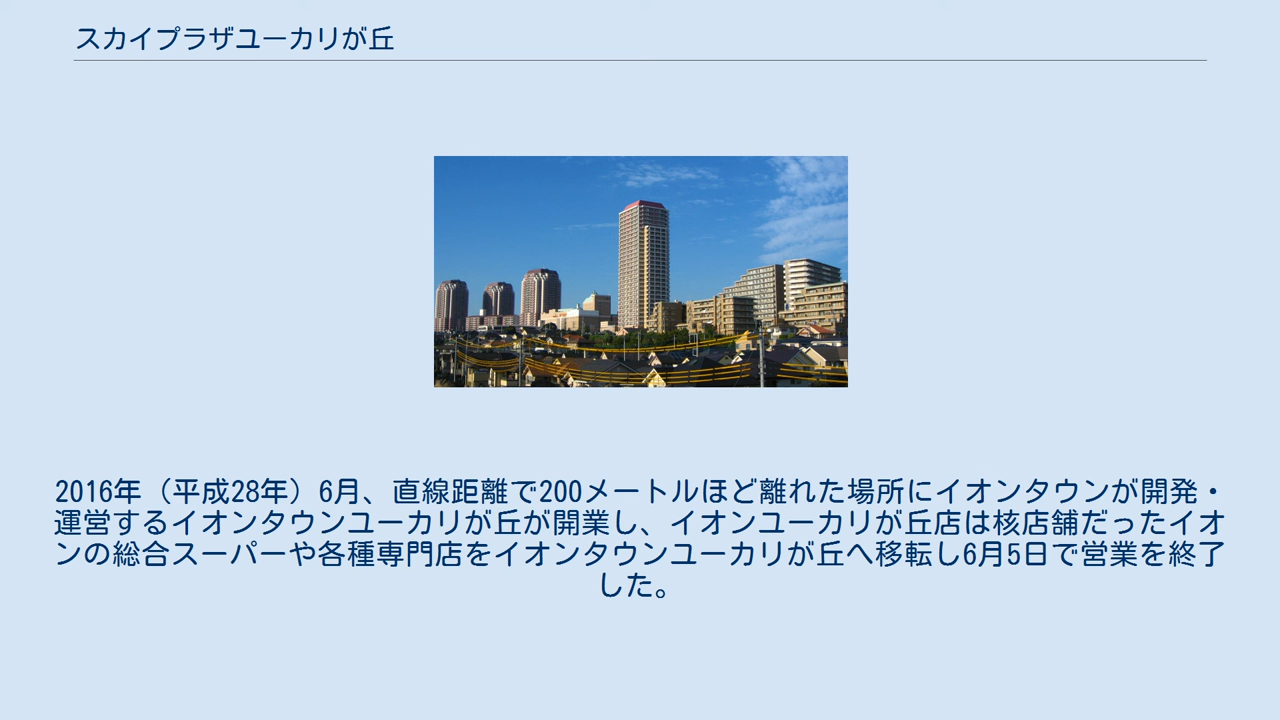 スカイプラザユーカリが丘
2016年（平成28年）6月、直線距離で200メートルほど離れた場所にイオンタウンが開発・
運営するイオンタウンユーカリが丘が開業し、イオンユーカリが丘店は核店舗だったイオ
ンの総合スーパーや各種専門店をイオンタウンユーカリが丘へ移転し6月5日で営業を終了
した。